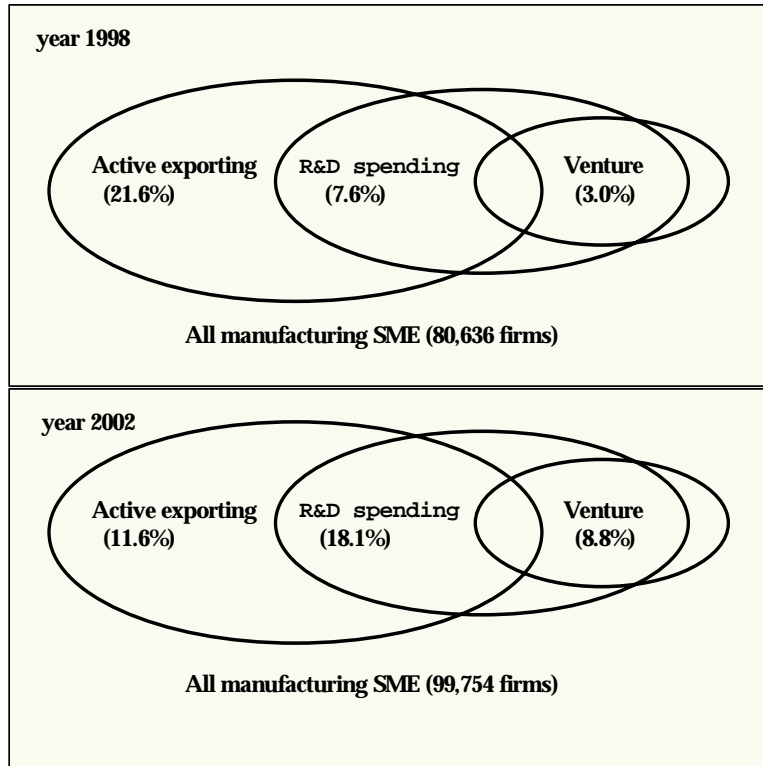 year 1998
Active exporting
(21.6%)
R&D spending
(7.6%)
Venture
(3.0%)
All manufacturing SME (80,636 firms)
year 2002
Active exporting
(11.6%)
R&D spending
(18.1%)
Venture
(8.8%)
All manufacturing SME (99,754 firms)